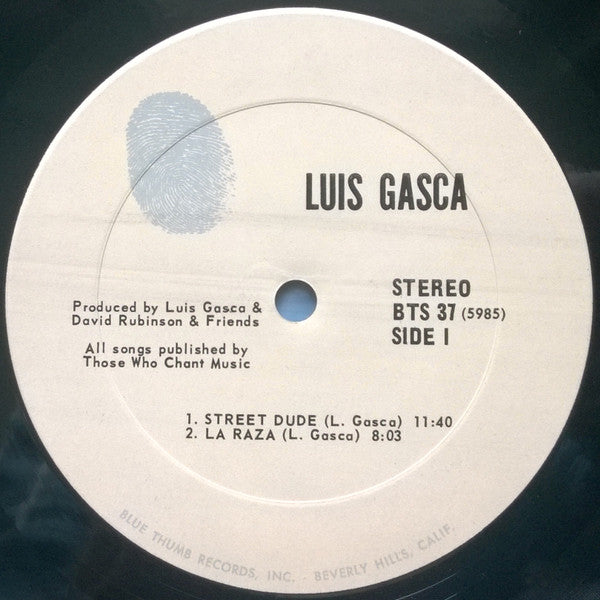 LUIS GASCA
STEREO
BTS 37 (5985)
SIDE 1
Produced by Luis Gasca &
David Rubinson & Friends
All songs published by
Those Who Chant Music
1. STREET DUDE (L. Gasca) 11:40
2. LA RAZA (L. Gasca) 8:03
BLUE THUMB RECORDS, INC. - BEVERLY HILLS, CALIF.